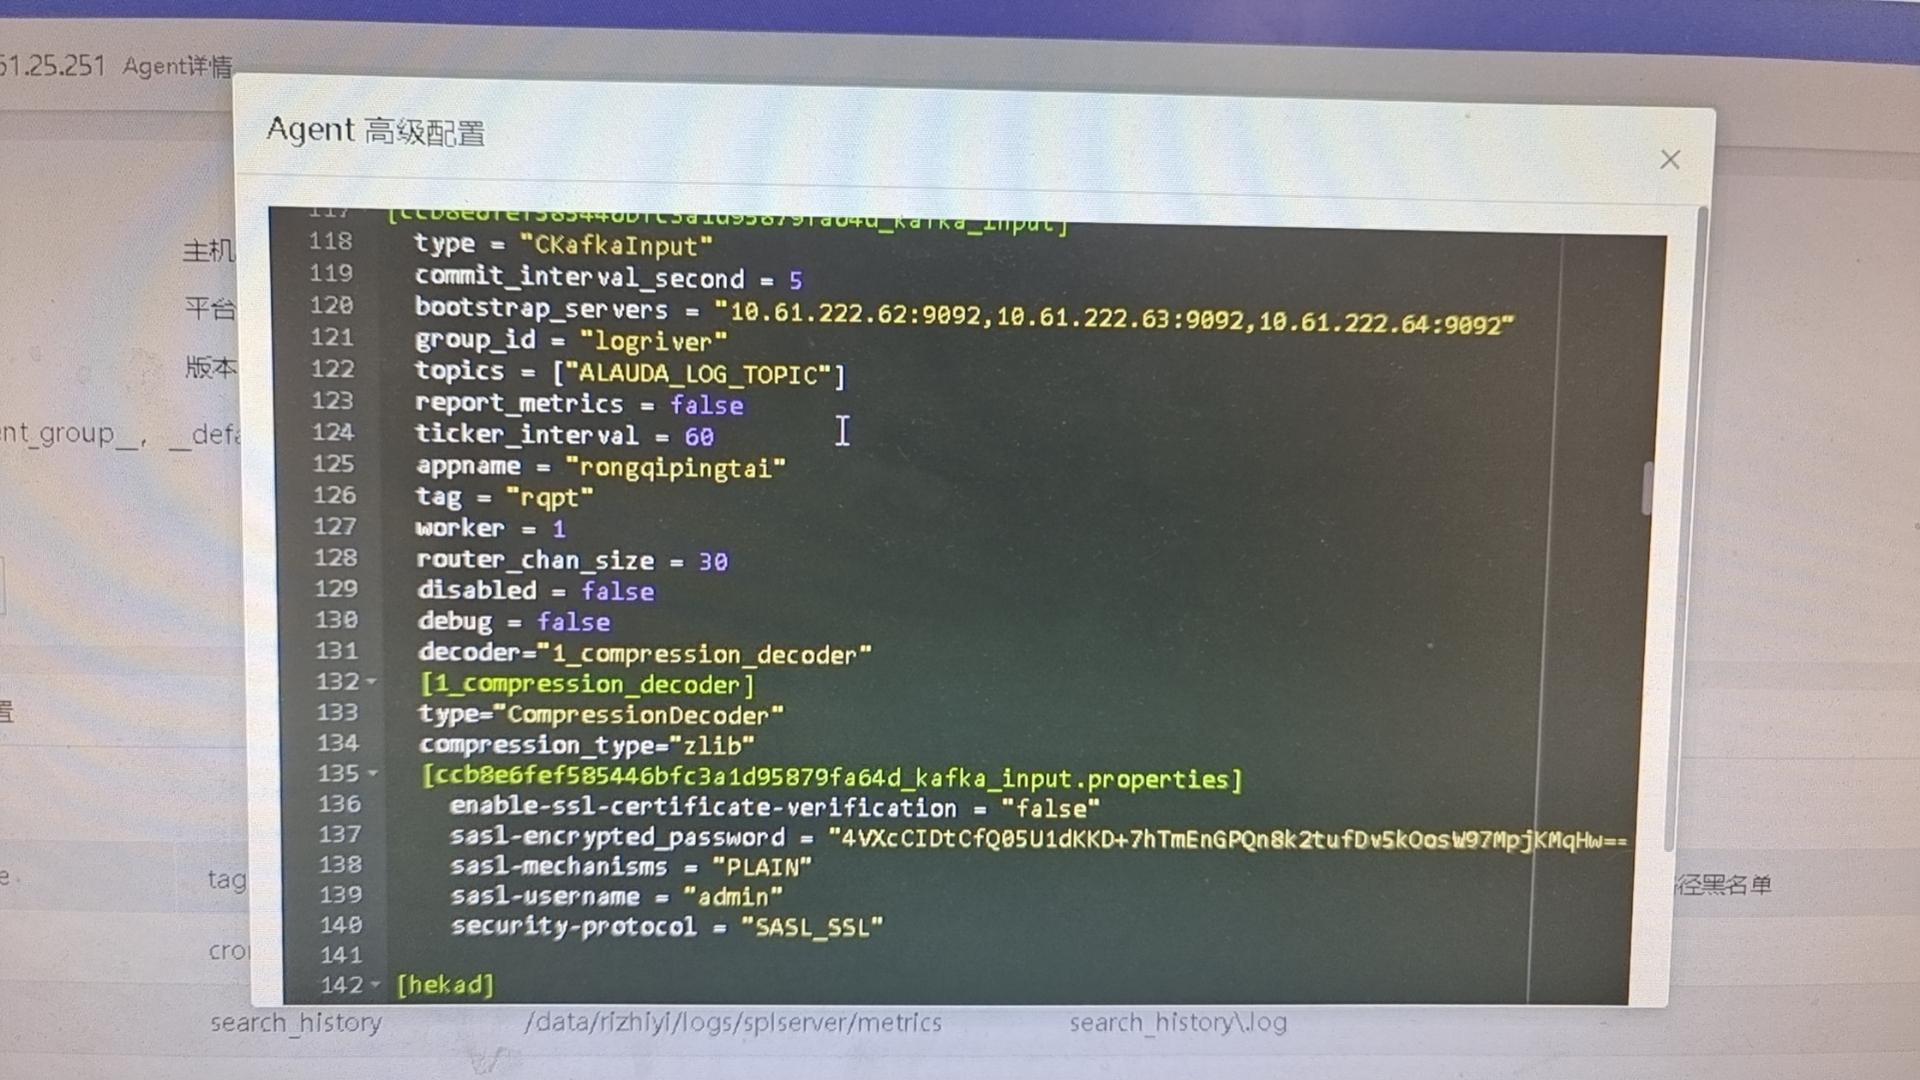 51.25.251 Agent详情
Agent 高级配置
主机
平台
版本
nt_group__, __defa
置
tag
cro
径黑名单
117 [ccb8e6fef585446bfc3a1d95879fa64d_kafka_input]
118 type = "CKafkaInput"
119 commit_interval_second = 5
120 bootstrap_servers = "10.61.222.62:9092,10.61.222.63:9092,10.61.222.64:9092"
121 group_id = "logriver"
122 topics = ["ALAUDA_LOG_TOPIC"]
123 report_metrics = false
124 ticker_interval = 60
125 appname = "rongqipingtai"
126 tag = "rqpt"
127 worker = 1
128 router_chan_size = 30
129 disabled = false
130 debug = false
131 decoder="1_compression_decoder"
132 [1_compression_decoder]
133 type="CompressionDecoder"
134 compression_type="zlib"
135 [ccb8e6fef585446bfc3a1d95879fa64d_kafka_input.properties]
136 enable-ssl-certificate-verification = "false"
137 sasl-encrypted_password = "4VXcCIDtCfQ05U1dKKD+7hTmEnGPQn8k2tufDv5kOosW97MpjKMqHw==
138 sasl-mechanisms = "PLAIN"
139 sasl-username = "admin"
140 security-protocol = "SASL_SSL"
141
142 [hekad]
search_history /data/rizhiyi/logs/splserver/metrics search_history\.log